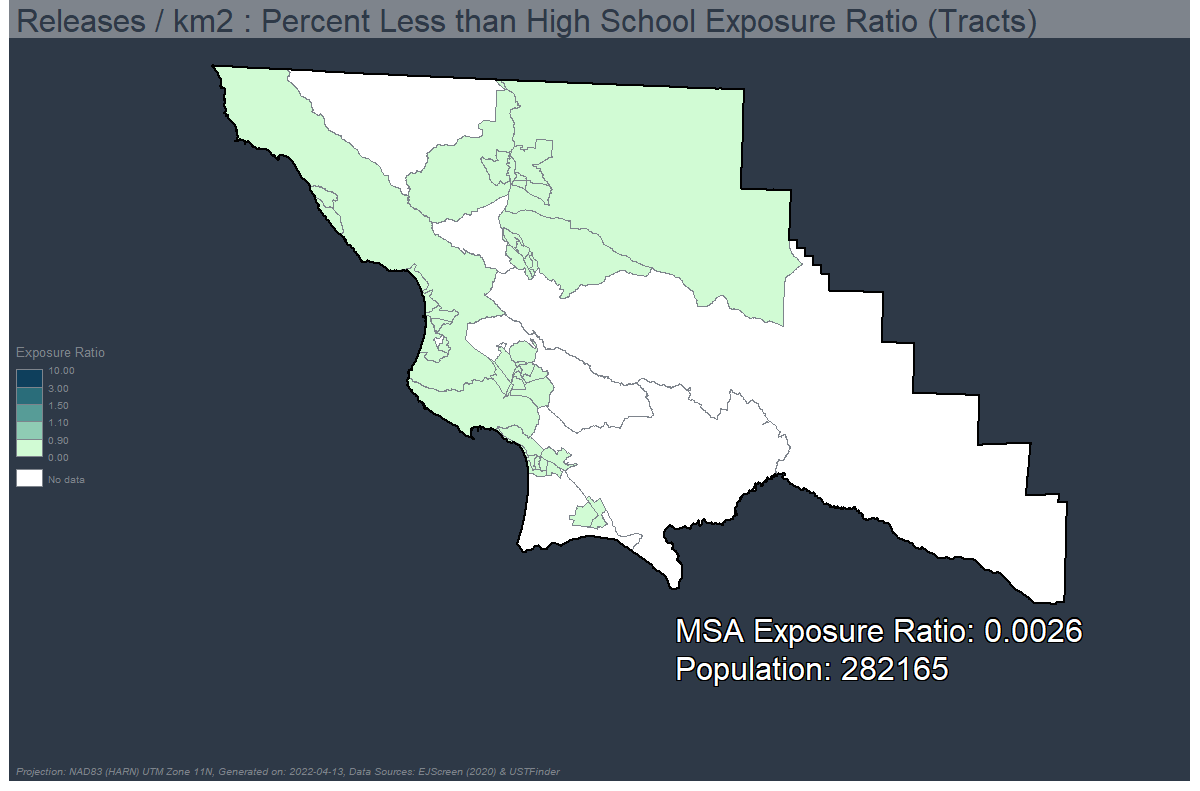 Releases / km2 : Percent Less than High School Exposure Ratio (Tracts)
Exposure Ratio
10.00
3.00
1.50
1.10
0.90
0.00
No data
MSA Exposure Ratio: 0.0026
Population: 282165
Projection: NAD83 (HARN) UTM Zone 11N, Generated on: 2022-04-13, Data Sources: EJScreen (2020) & USTFinder